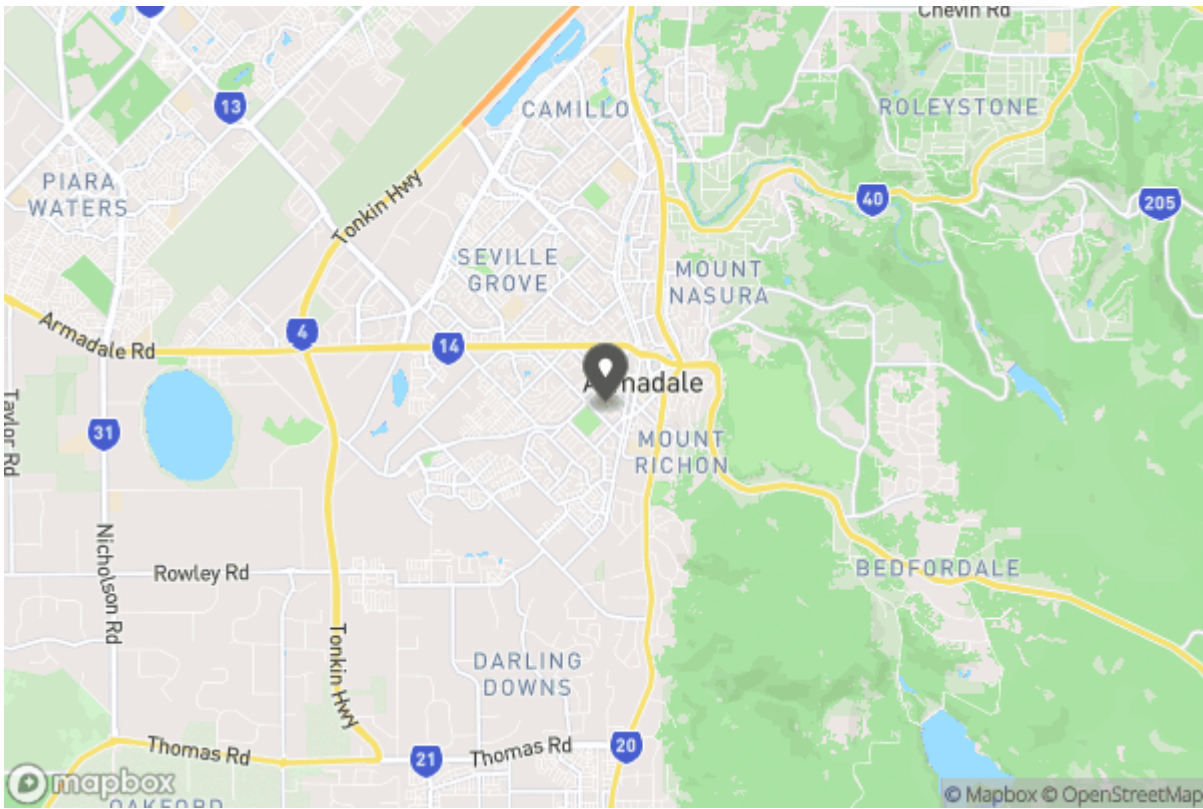 Chevin Rd
13
CAMILLO
ROLEYSTONE
PIARA
WATERS
Tonkin Hwy
40
205
SEVILLE
GROVE
MOUNT
NASURA
Armadale Rd
4
14
Armadale
Taylor Rd
31
MOUNT
RICHON
Nicholson Rd
Rowley Rd
BEDFORDALE
Tonkin Hwy
DARLING
DOWNS
Thomas Rd
21
Thomas Rd
20
mapbox
OAKFORD
© Mapbox © OpenStreetMap